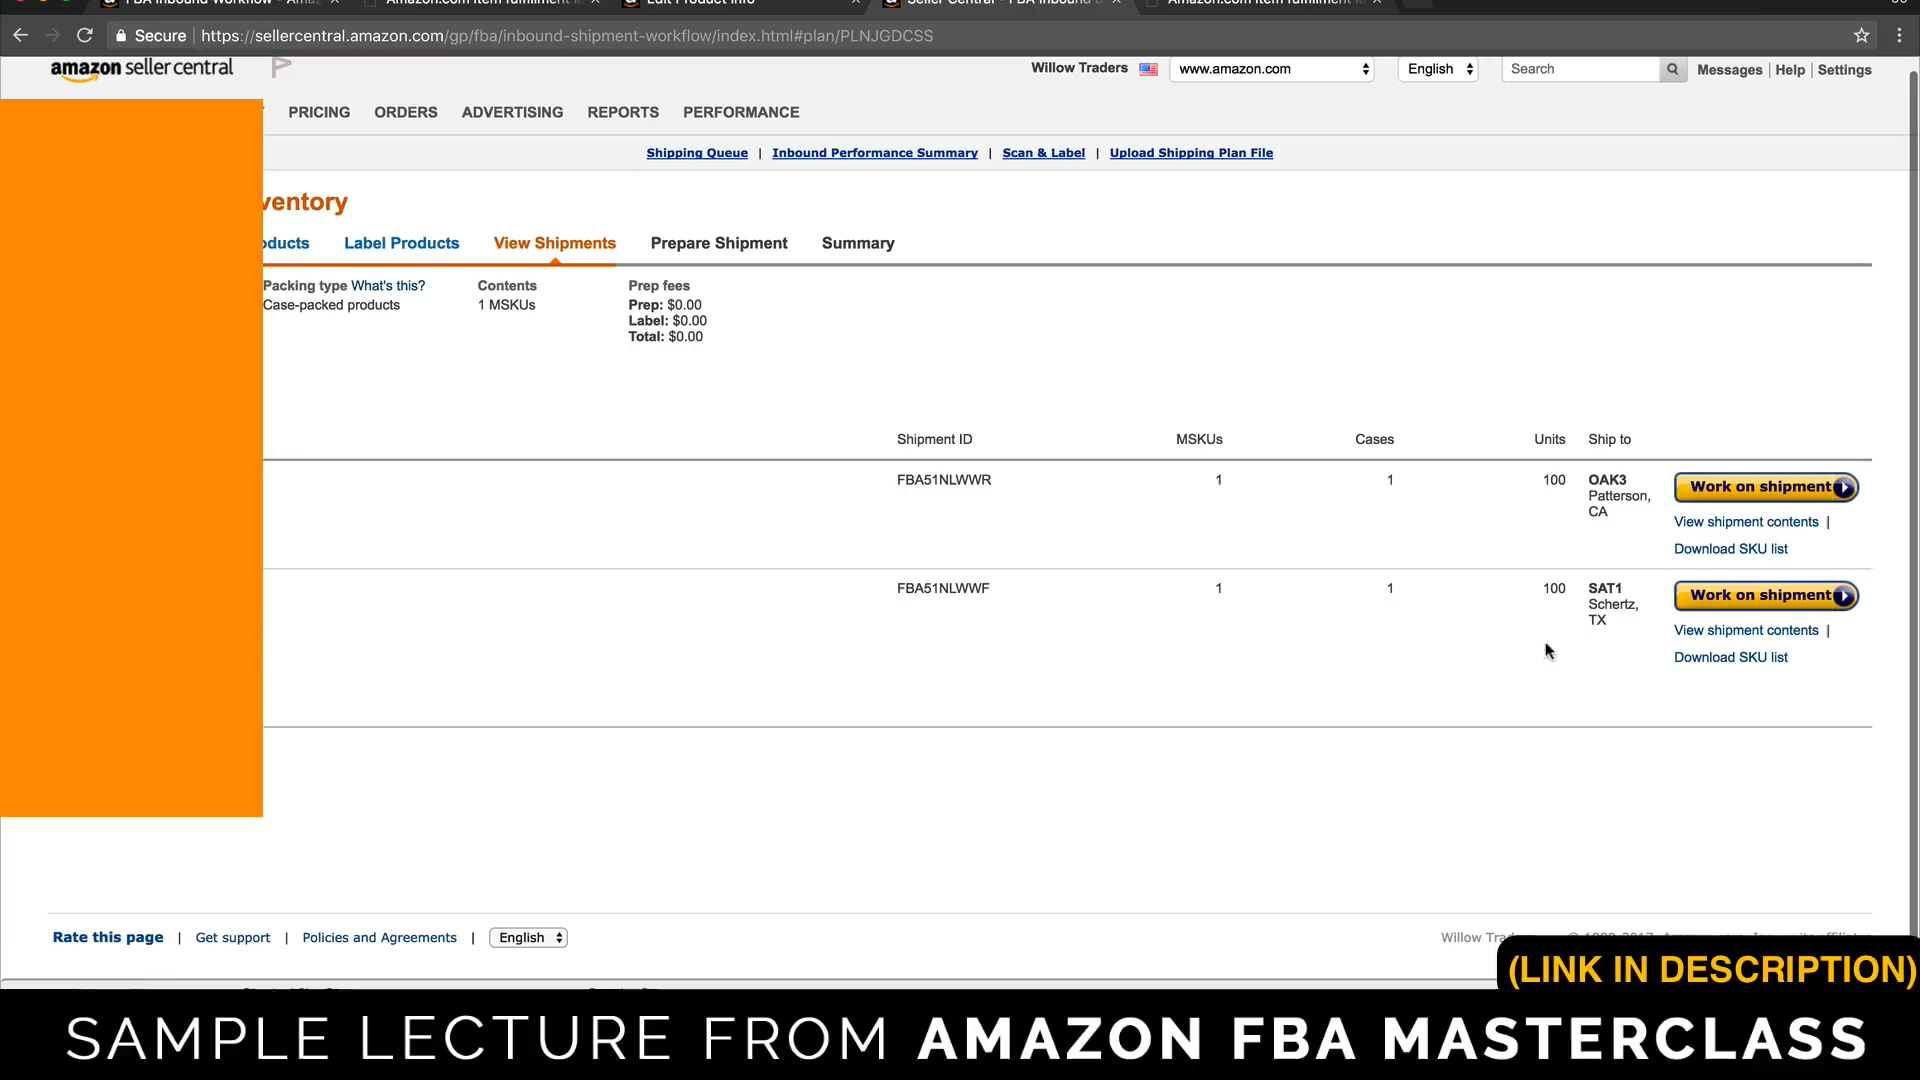 Edit Product Info
Secure https://sellercentral.amazon.com/gp/fba/inbound-shipment-workflow/index.html#plan/PLNJGDCSS
amazon seller central
Willow Traders www.amazon.com English Search Messages | Help | Settings
PRICING ORDERS ADVERTISING REPORTS PERFORMANCE
Shipping Queue | Inbound Performance Summary | Scan & Label | Upload Shipping Plan File
ventory
oducts Label Products View Shipments Prepare Shipment Summary
Packing type What's this? Contents Prep fees
Case-packed products 1 MSKUs Prep: $0.00
Label: $0.00
Total: $0.00
Shipment ID MSKUs Cases Units Ship to
FBA51NLWWR 1 1 100 OAK3 Work on shipment
Patterson,
CA
View shipment contents |
Download SKU list
FBA51NLWWF 1 1 100 SAT1 Work on shipment
Schertz,
TX
View shipment contents |
Download SKU list
Rate this page | Get support | Policies and Agreements | English Willow
(LINK IN DESCRIPTION)
SAMPLE LECTURE FROM AMAZON FBA MASTERCLASS